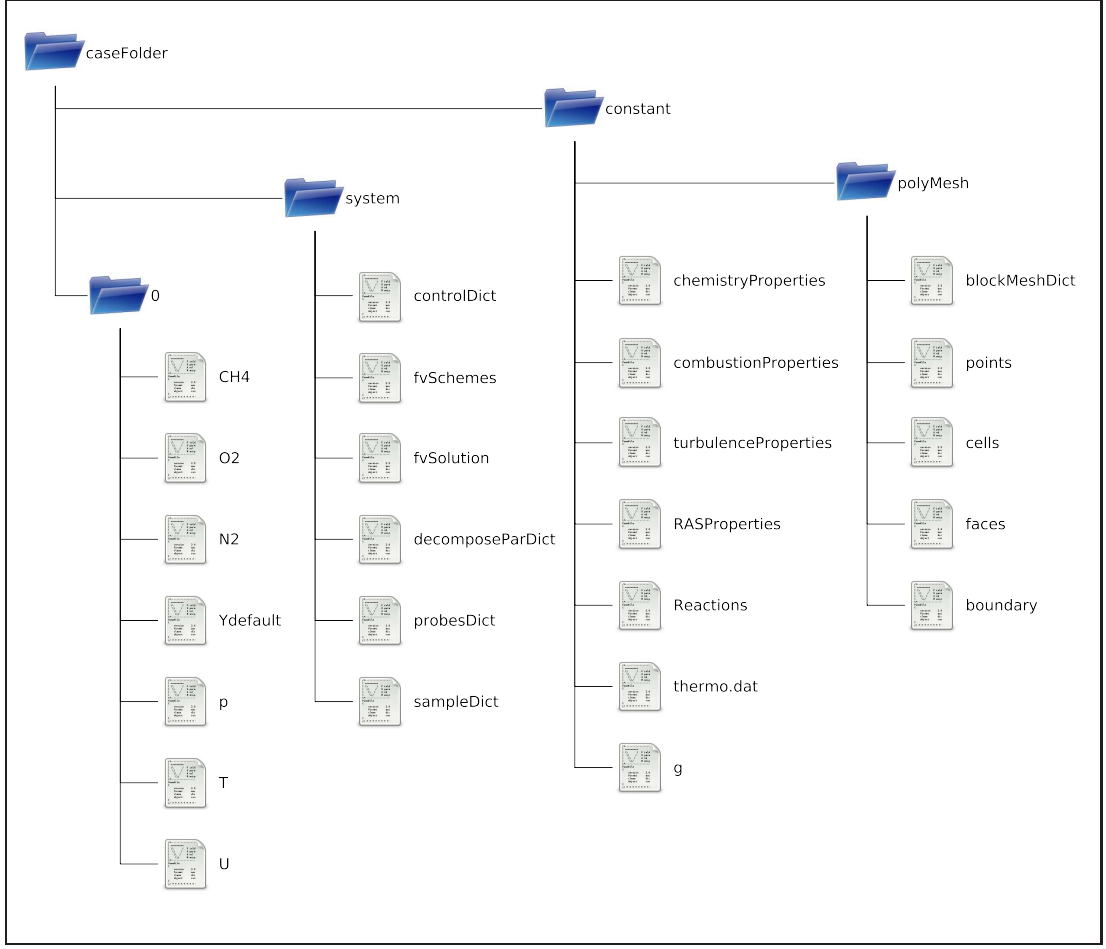 caseFolder
constant
system
polyMesh
0
controlDict
fvSchemes
fvSolution
decomposeParDict
probesDict
sampleDict
CH4
O2
N2
Ydefault
p
T
U
chemistryProperties
combustionProperties
turbulenceProperties
RASProperties
Reactions
thermo.dat
g
blockMeshDict
points
cells
faces
boundary